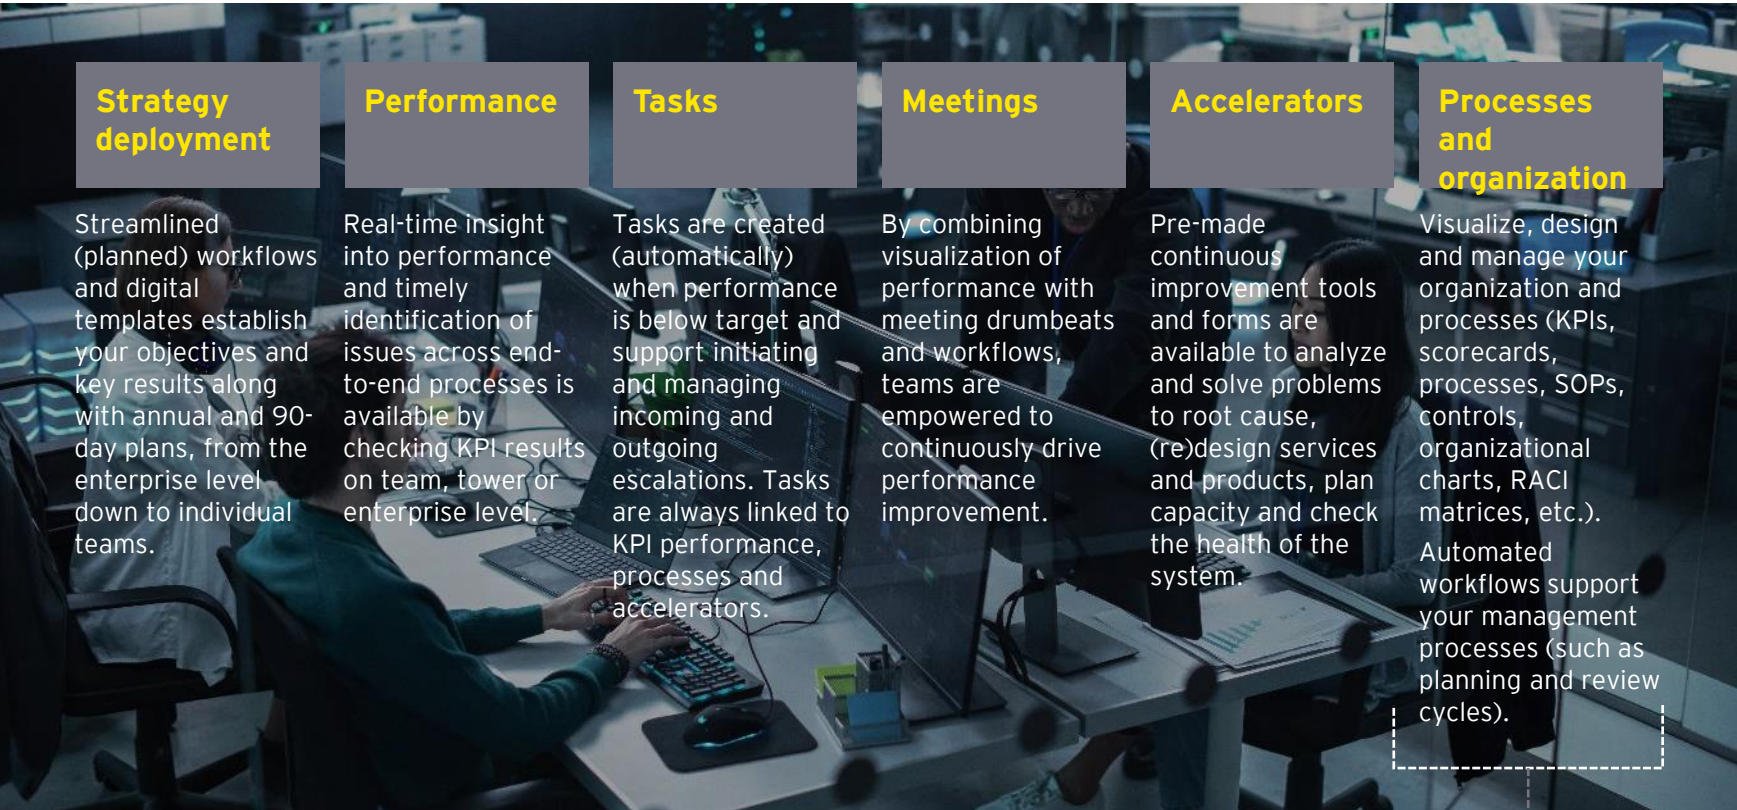 Strategy
deployment
Streamlined
(planned) workflows
and digital
templates establish
your objectives and
key results along
with annual and 90-
day plans, from the
enterprise level
down to individual
teams.
Performance
Real-time insight
into performance
and timely
identification of
issues across end-
to-end processes is
available by
checking KPI results
on team, tower or
enterprise level.
Tasks
Tasks are created
(automatically)
when performance
is below target and
support initiating
and managing
incoming and
outgoing
escalations. Tasks
are always linked to
KPI performance,
processes and
accelerators.
Meetings
By combining
visualization of
performance with
meeting drumbeats
and workflows,
teams are
empowered to
continuously drive
performance
improvement.
Accelerators
Pre-made
continuous
improvement tools
and forms are
available to analyze
and solve problems
to root cause,
(re)design services
and products, plan
capacity and check
the health of the
system.
Processes
and
organization
Visualize, design
and manage your
organization and
processes (KPIs,
scorecards,
processes, SOPs,
controls,
organizational
charts, RACI
matrices, etc.).
Automated
workflows support
your management
processes (such as
planning and review
cycles).